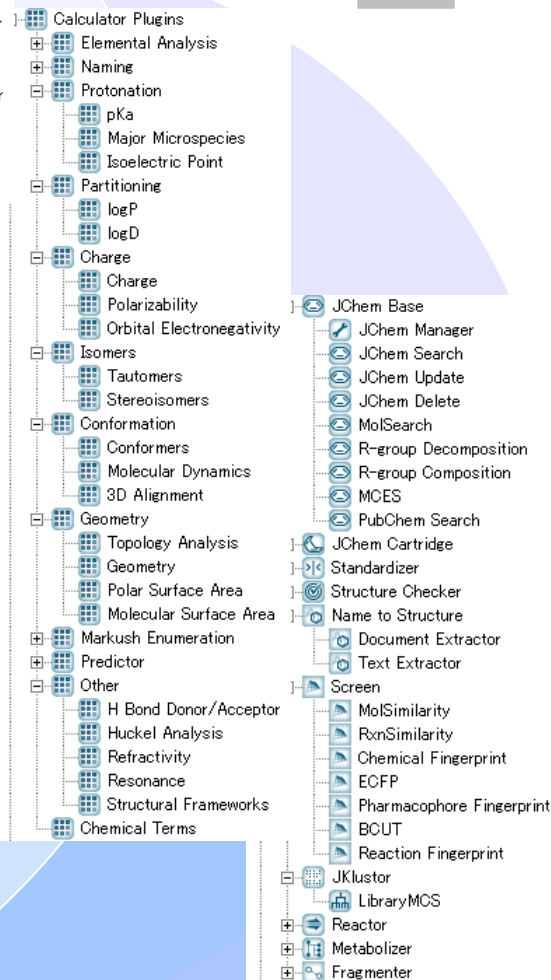 Calculator Plugins
Elemental Analysis
Naming
Protonation
pKa
Major Microspecies
Isoelectric Point
Partitioning
logP
logD
Charge
Charge
Polarizability
Orbital Electronegativity
Isomers
Tautomers
Stereoisomers
Conformation
Conformers
Molecular Dynamics
3D Alignment
Geometry
Topology Analysis
Geometry
Polar Surface Area
Molecular Surface Area
Markush Enumeration
Predictor
Other
H Bond Donor/Acceptor
Huckel Analysis
Refractivity
Resonance
Structural Frameworks
Chemical Terms
JChem Base
JChem Manager
JChem Search
JChem Update
JChem Delete
MolSearch
R-group Decomposition
R-group Composition
MCES
PubChem Search
JChem Cartridge
Standardizer
Structure Checker
Name to Structure
Document Extractor
Text Extractor
Screen
MolSimilarity
RxnSimilarity
Chemical Fingerprint
ECFP
Pharmacophore Fingerprint
BCUT
Reaction Fingerprint
JKlustor
LibraryMCS
Reactor
Metabolizer
Fragmenter